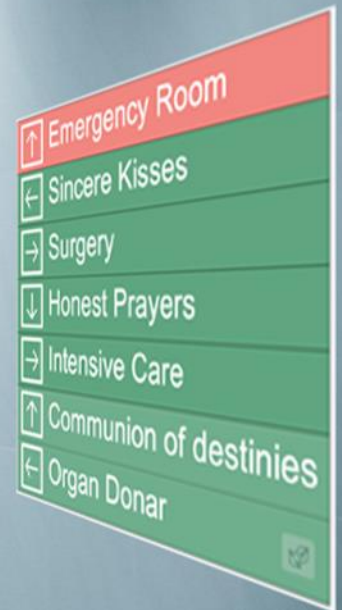 Emergency Room
Sincere Kisses
Surgery
Honest Prayers
Intensive Care
Communion of destinies
Organ Donar